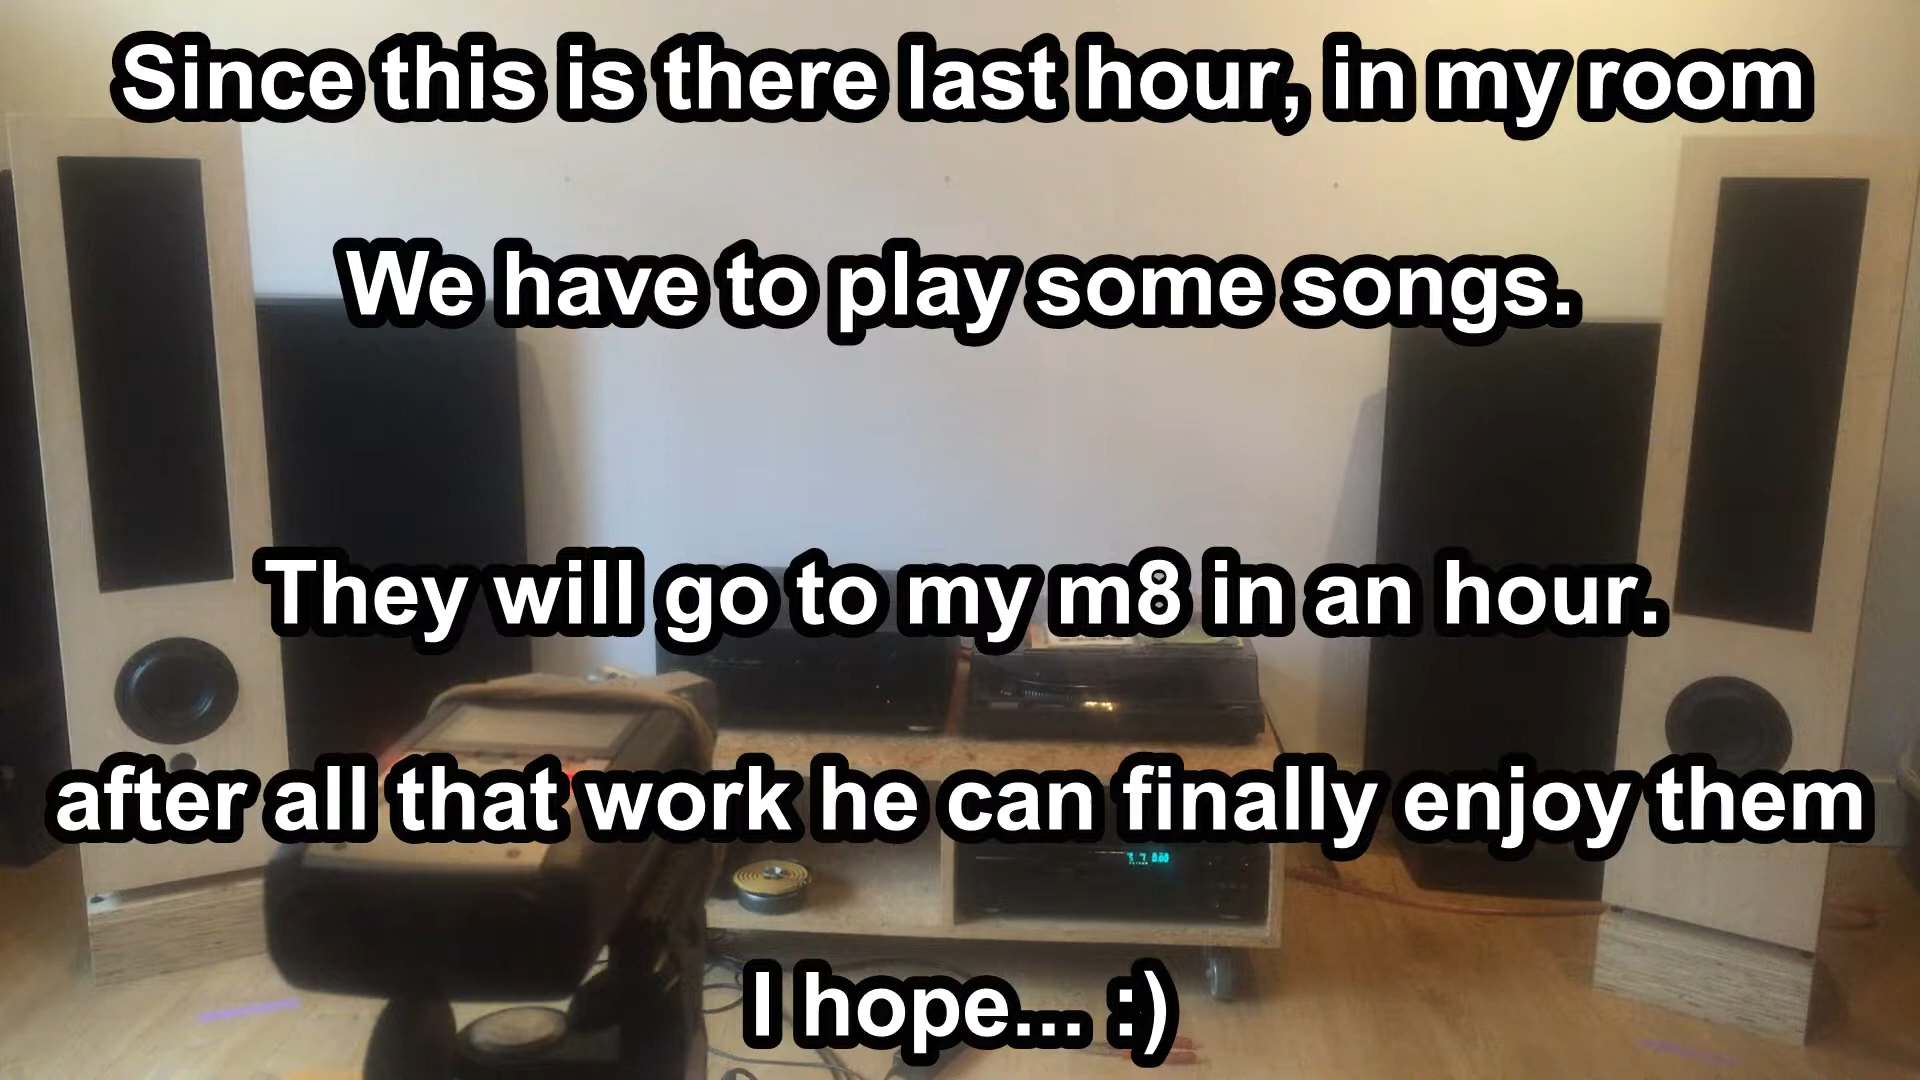 Since this is there last hour, in my room
We have to play some songs.
They will go to my m8 in an hour.
after all that work he can finally enjoy them
I hope... :)